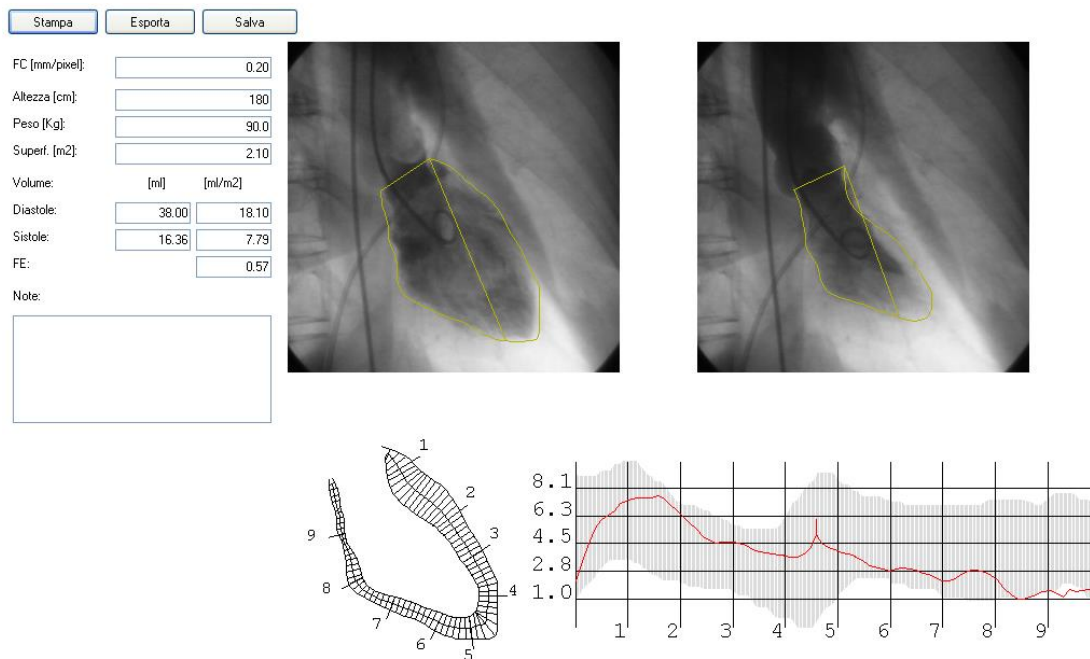 Stampa Esporta Salva
FC [mm/pixel]: 0.20
Altezza [cm]: 180
Peso [Kg]: 90.0
Superf. [m2]: 2.10
Volume: [ml] [ml/m2]
Diastole: 38.00 18.10
Sistole: 16.36 7.79
FE: 0.57
Note:
1
2
3
4
5
6
7
8
9
8.1
6.3
4.5
2.8
1.0
1 2 3 4 5 6 7 8 9